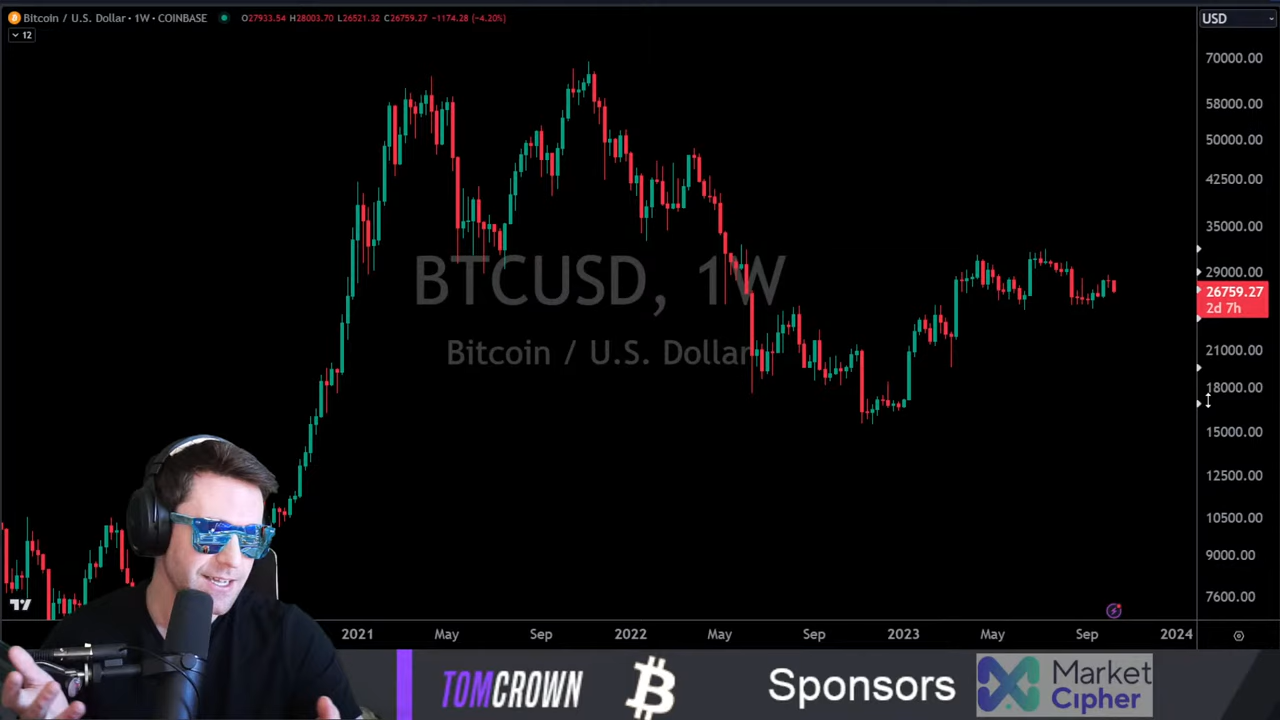 Bitcoin / U.S. Dollar · 1W · COINBASE O27933.54 H28003.70 L26521.32 C26759.27 −1174.28 (−4.20%)
USD
12
70000.00
58000.00
50000.00
42500.00
35000.00
29000.00
26759.27
2d 7h
21000.00
18000.00
15000.00
12500.00
10500.00
9000.00
7600.00
BTCUSD, 1W
Bitcoin / U.S. Dollar
2021 May Sep 2022 May Sep 2023 May Sep 2024
TOMCROWN
Sponsors
Market
Cipher